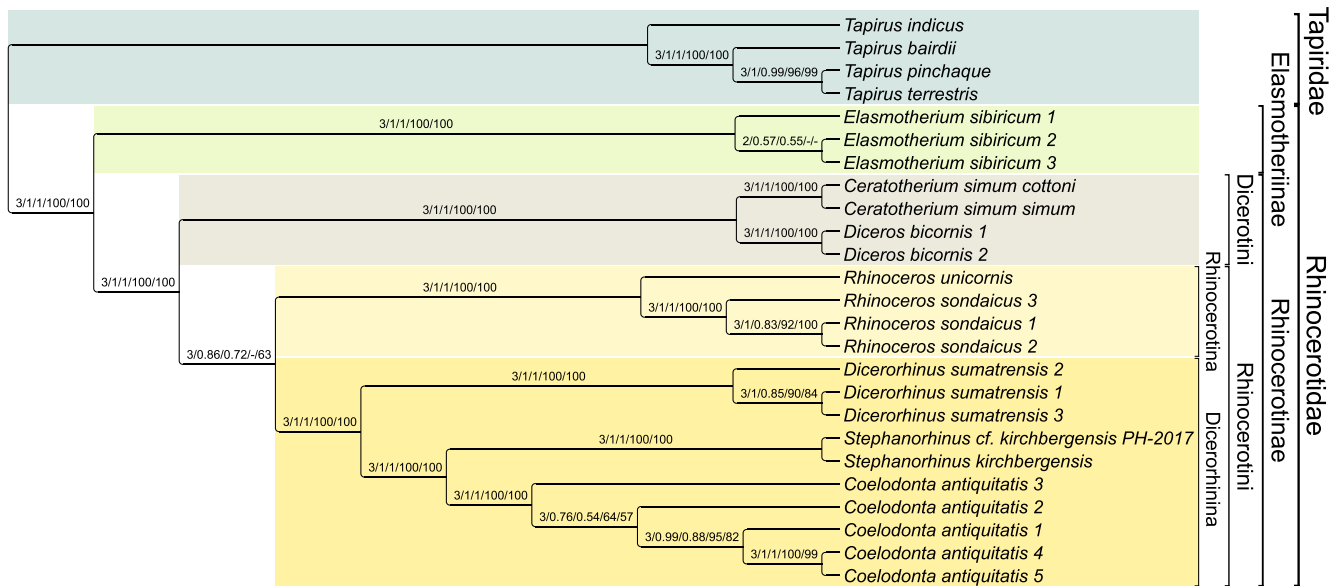 Tapirus indicus
Tapirus bairdii
3/1/1/100/100
Tapirus pinchaque
3/1/0.99/96/99
Tapirus terrestris
Elasmotherium sibiricum 1
3/1/1/100/100
Elasmotherium sibiricum 2
2/0.57/0.55/-/-
Elasmotherium sibiricum 3
Ceratotherium simum cottoni
3/1/1/100/100
Ceratotherium simum simum
3/1/1/100/100
3/1/1/100/100
Diceros bicornis 1
3/1/1/100/100
Diceros bicornis 2
Rhinoceros unicornis
3/1/1/100/100
3/1/1/100/100
Rhinoceros sondaicus 3
3/1/1/100/100
Rhinoceros sondaicus 1
3/1/0.83/92/100
Rhinoceros sondaicus 2
3/0.86/0.72/-/63
Dicerorhinus sumatrensis 2
3/1/1/100/100
Dicerorhinus sumatrensis 1
3/1/0.85/90/84
Dicerorhinus sumatrensis 3
3/1/1/100/100
Stephanorhinus cf. kirchbergensis PH-2017
3/1/1/100/100
Stephanorhinus kirchbergensis
3/1/1/100/100
Coelodonta antiquitatis 3
3/1/1/100/100
Coelodonta antiquitatis 2
3/0.76/0.54/64/57
Coelodonta antiquitatis 1
3/0.99/0.88/95/82
Coelodonta antiquitatis 4
3/1/1/100/99
Coelodonta antiquitatis 5
Tapiridae
Elasmotheriinae
Dicerotini
Rhinocerotina
Rhinocerotidae
Rhinocerotinae
Rhinocerotini
Dicerorhinina